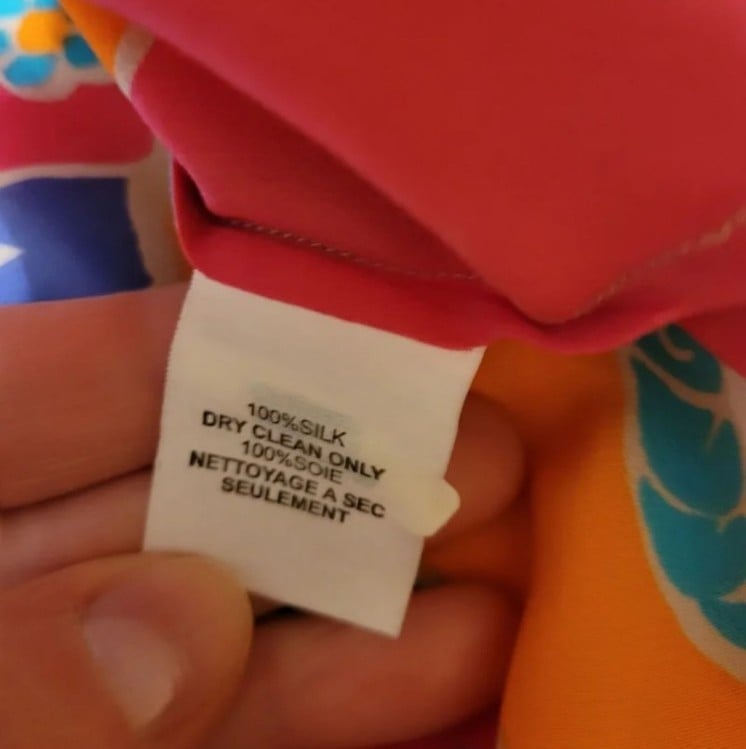 100%SILK
DRY CLEAN ONLY
100%SOIE
NETTOYAGE A SEC
SEULEMENT